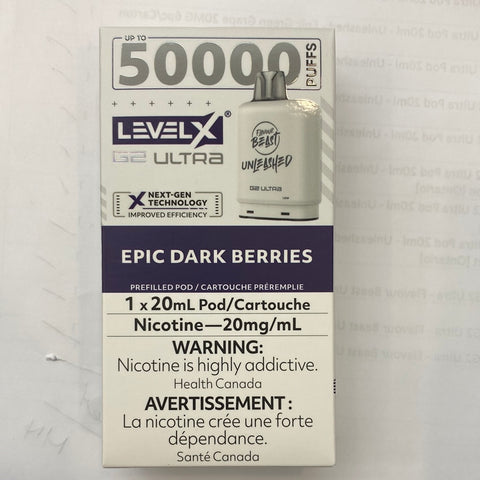 UP TO
50000
PUFFS
LEVEL X®
G2 ULTRA
FLAVOUR
BEAST
UNLEASHED
G2 ULTRA
X NEXT-GEN
TECHNOLOGY
IMPROVED EFFICIENCY
EPIC DARK BERRIES
PREFILLED POD / CARTOUCHE PRÉREMPLIE
1 x 20mL Pod/Cartouche
Nicotine—20mg/mL
WARNING:
Nicotine is highly addictive.
Health Canada
AVERTISSEMENT :
La nicotine crée une forte
dépendance.
Santé Canada